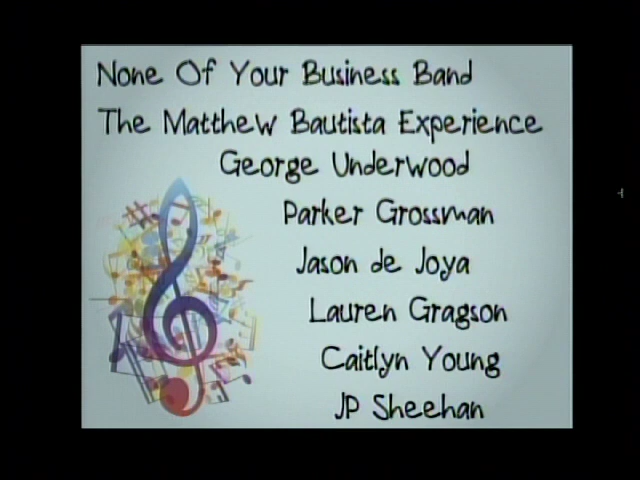 None Of Your Business Band
The Matthew Bautista Experience
George Underwood
Parker Grossman
Jason de Joya
Lauren Gragson
Caitlyn Young
JP Sheehan